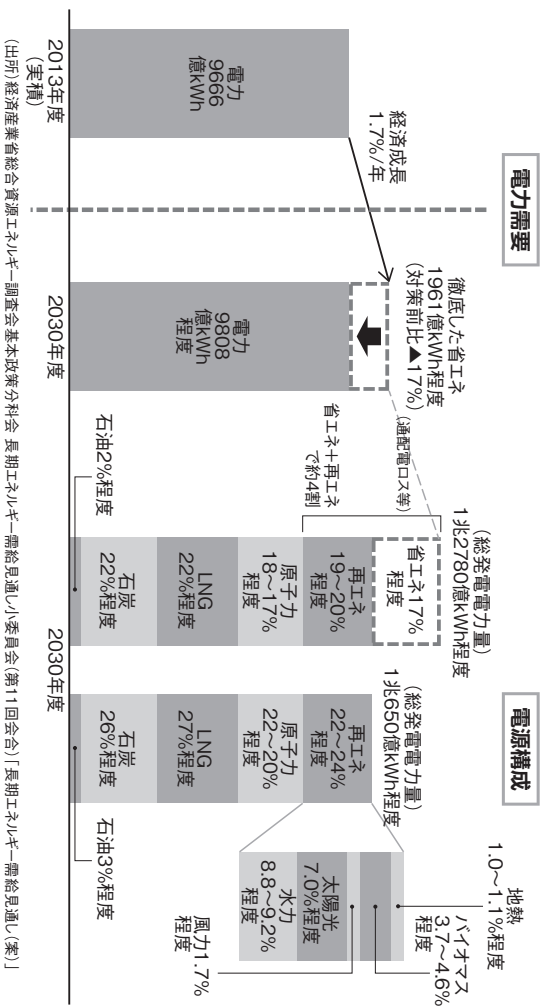 電力需要
電力
9666
億kWh
2013年度
(実績)
経済成長
1.7%/年
徹底した省エネ
1961億kWh程度
(対策前比▲17%)
電力
9808
億kWh
程度
2030年度
電源構成
(送配電ロス等)
省エネ+再エネ
で約4割
(総発電電力量)
1兆2780億kWh程度
省エネ17%
程度
再エネ
19~20%
程度
原子力
18~17%
程度
LNG
22%程度
石炭
22%程度
石油2%程度
(総発電電力量)
1兆650億kWh程度
再エネ
22~24%
程度
原子力
22~20%
程度
LNG
27%程度
石炭
26%程度
石油3%程度
2030年度
地熱
1.0~1.1%程度
バイオマス
3.7~4.6%
程度
風力1.7%
程度
太陽光
7.0%程度
水力
8.8~9.2%
程度
(出所)経済産業省総合資源エネルギー調査会基本政策分科会 長期エネルギー需給見通し小委員会(第11回会合)「長期エネルギー需給見通し(案)」